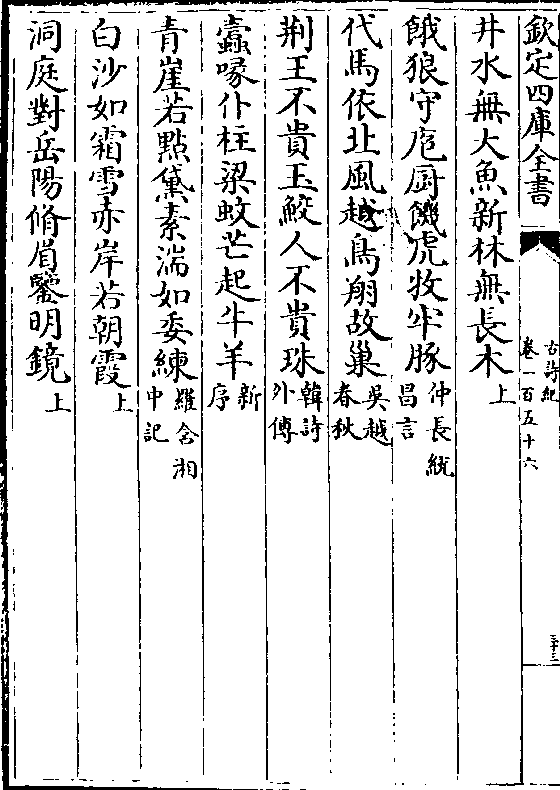 欽定四庫全書
古詩紀
卷一百五十六
三十三
井水無大魚新林無長木上
餓狼守庖厨饑虎牧牢豚仲長統昌言
代馬依北風越鳥翔故巢吳越春秋
荆王不貴玉鮫人不貴珠韓詩外傳
蠹喙仆柱梁蚊芒起牛羊新序
青崖若點黛素湍如委練羅含湘中記
白沙如霜雪赤岸若朝霞上
洞庭對岳陽脩眉鑒明鏡上